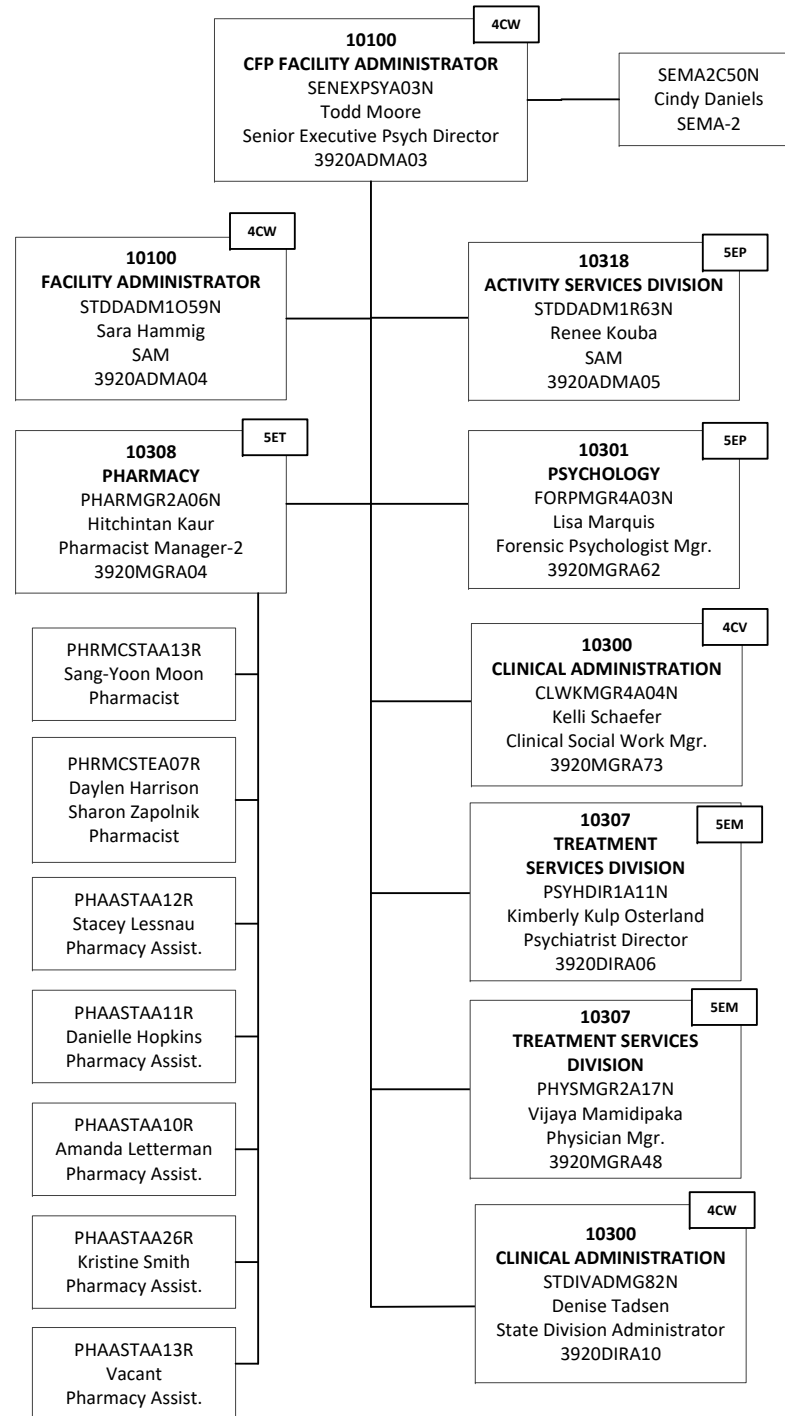 4CW
10100
CFP FACILITY ADMINISTRATOR
SENEXPSYA03N
Todd Moore
Senior Executive Psych Director
3920ADMA03
SEMA2C50N
Cindy Daniels
SEMA-2
4CW
10100
FACILITY ADMINISTRATOR
STDDADM1O59N
Sara Hammig
SAM
3920ADMA04
5EP
10318
ACTIVITY SERVICES DIVISION
STDDADM1R63N
Renee Kouba
SAM
3920ADMA05
5ET
10308
PHARMACY
PHARMGR2A06N
Hitchintan Kaur
Pharmacist Manager-2
3920MGRA04
5EP
10301
PSYCHOLOGY
FORPMGR4A03N
Lisa Marquis
Forensic Psychologist Mgr.
3920MGRA62
PHRMCSTAA13R
Sang-Yoon Moon
Pharmacist
PHRMCSTEA07R
Daylen Harrison
Sharon Zapolnik
Pharmacist
PHAASTAA12R
Stacey Lessnau
Pharmacy Assist.
PHAASTAA11R
Danielle Hopkins
Pharmacy Assist.
PHAASTAA10R
Amanda Letterman
Pharmacy Assist.
PHAASTAA26R
Kristine Smith
Pharmacy Assist.
PHAASTAA13R
Vacant
Pharmacy Assist.
4CV
10300
CLINICAL ADMINISTRATION
CLWKMGR4A04N
Kelli Schaefer
Clinical Social Work Mgr.
3920MGRA73
5EM
10307
TREATMENT
SERVICES DIVISION
PSYHDIR1A11N
Kimberly Kulp Osterland
Psychiatrist Director
3920DIRA06
5EM
10307
TREATMENT SERVICES
DIVISION
PHYSMGR2A17N
Vijaya Mamidipaka
Physician Mgr.
3920MGRA48
4CW
10300
CLINICAL ADMINISTRATION
STDIVADMG82N
Denise Tadsen
State Division Administrator
3920DIRA10